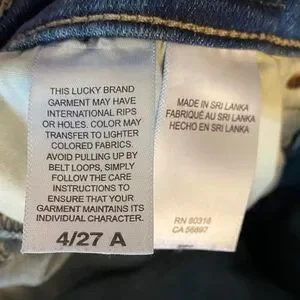 THIS LUCKY BRAND
GARMENT MAY HAVE
INTERNATIONAL RIPS
OR HOLES. COLOR MAY
TRANSFER TO LIGHTER
COLORED FABRICS.
AVOID PULLING UP BY
BELT LOOPS, SIMPLY
FOLLOW THE CARE
INSTRUCTIONS TO
ENSURE THAT YOUR
GARMENT MAINTAINS ITS
INDIVIDUAL CHARACTER.
4/27 A
MADE IN SRI LANKA
FABRIQUÉ AU SRI LANKA
HECHO EN SRI LANKA
RN 80318
CA 56897